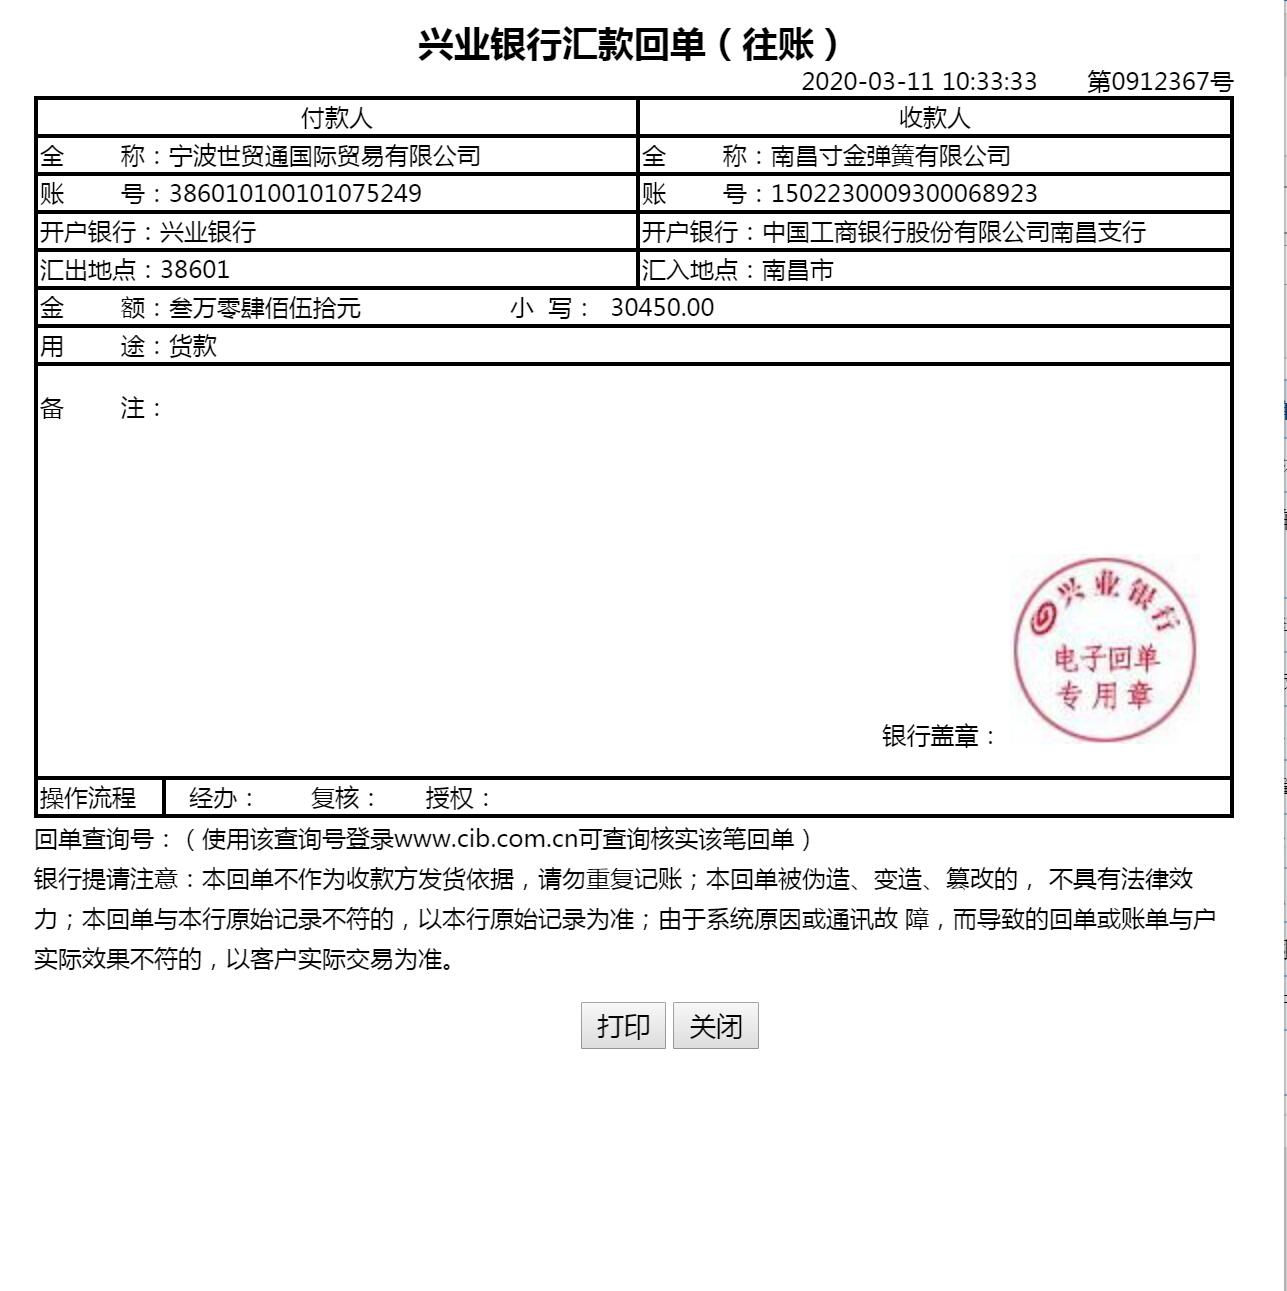 兴业银行汇款回单（往账）
2020-03-11 10:33:33 第0912367号
付款人 收款人
全 称：宁波世贸通国际贸易有限公司 全 称：南昌寸金弹簧有限公司
账 号：386010100101075249 账 号：1502230009300068923
开户银行：兴业银行 开户银行：中国工商银行股份有限公司南昌支行
汇出地点：38601 汇入地点：南昌市
金 额：叁万零肆佰伍拾元 小 写： 30450.00
用 途：货款
备 注：
兴业银行
电子回单
专用章
银行盖章：
操作流程 经办： 复核： 授权：
回单查询号：（使用该查询号登录www.cib.com.cn可查询核实该笔回单）
银行提请注意：本回单不作为收款方发货依据，请勿重复记账；本回单被伪造、变造、篡改的， 不具有法律效
力；本回单与本行原始记录不符的，以本行原始记录为准；由于系统原因或通讯故 障，而导致的回单或账单与户
实际效果不符的，以客户实际交易为准。
打印 关闭